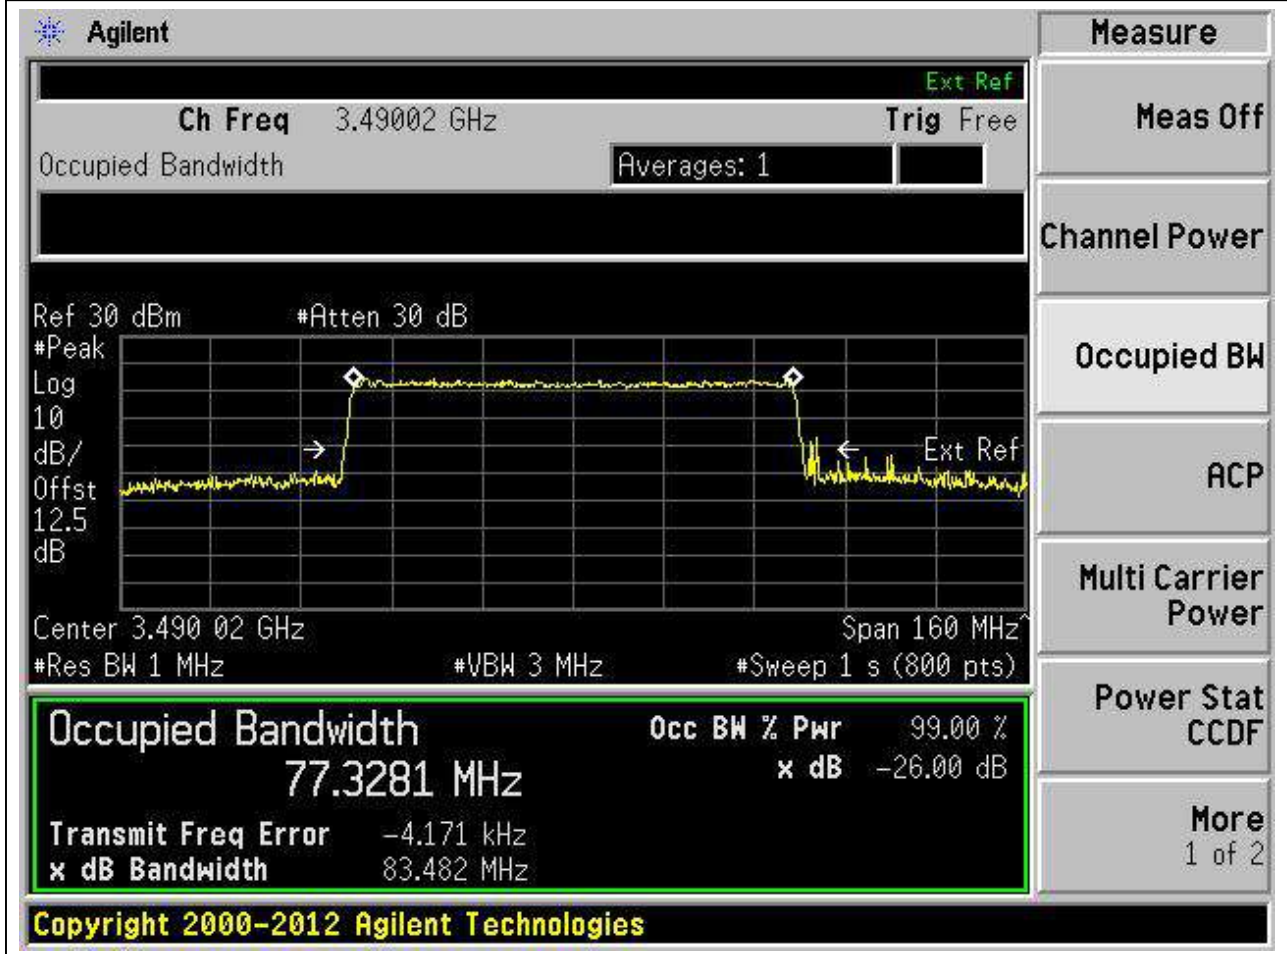 Agilent
Measure
Ext Ref
Ch Freq 3.49002 GHz Trig Free
Occupied Bandwidth Averages: 1
Meas Off
Channel Power
Occupied BW
ACP
Multi Carrier
Power
Power Stat
CCDF
More
1 of 2
Ref 30 dBm #Atten 30 dB
#Peak
Log
10
dB/
Offst
12.5
dB
Ext Ref
Center 3.490 02 GHz Span 160 MHz^
#Res BW 1 MHz #VBW 3 MHz #Sweep 1 s (800 pts)
Occupied Bandwidth Occ BW % Pwr 99.00 %
77.3281 MHz x dB -26.00 dB
Transmit Freq Error -4.171 kHz
x dB Bandwidth 83.482 MHz
Copyright 2000-2012 Agilent Technologies